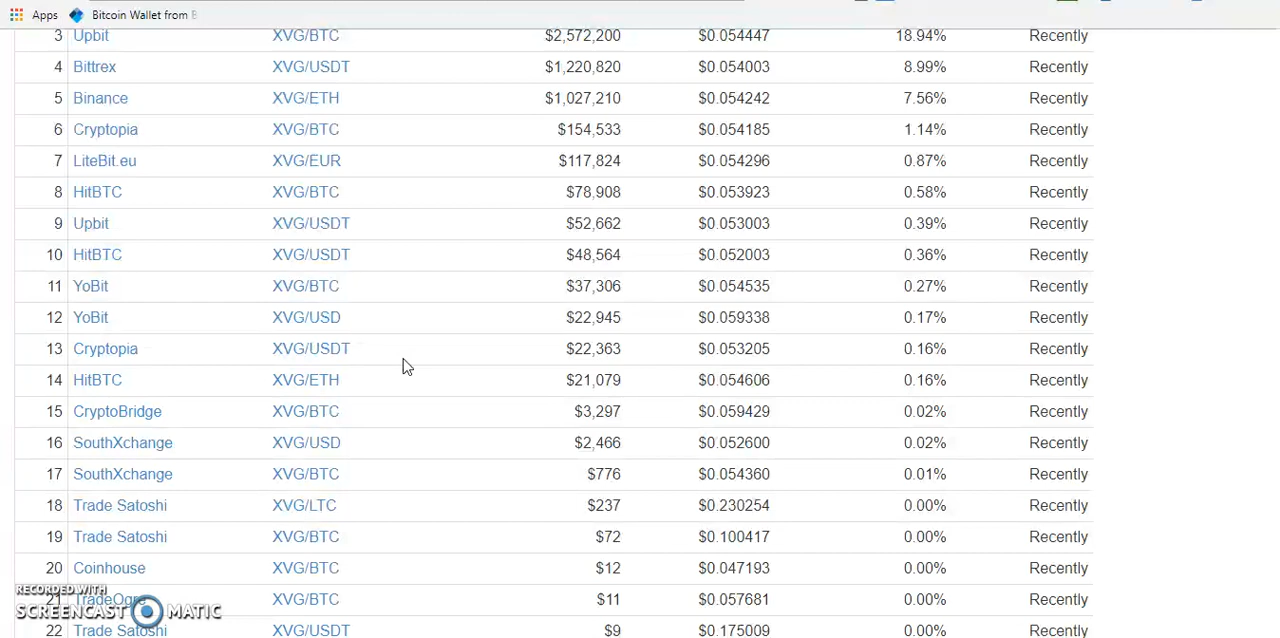 Apps Bitcoin Wallet from B
3 Upbit XVG/BTC $2,572,200 $0.054447 18.94% Recently
4 Bittrex XVG/USDT $1,220,820 $0.054003 8.99% Recently
5 Binance XVG/ETH $1,027,210 $0.054242 7.56% Recently
6 Cryptopia XVG/BTC $154,533 $0.054185 1.14% Recently
7 LiteBit.eu XVG/EUR $117,824 $0.054296 0.87% Recently
8 HitBTC XVG/BTC $78,908 $0.053923 0.58% Recently
9 Upbit XVG/USDT $52,662 $0.053003 0.39% Recently
10 HitBTC XVG/USDT $48,564 $0.052003 0.36% Recently
11 YoBit XVG/BTC $37,306 $0.054535 0.27% Recently
12 YoBit XVG/USD $22,945 $0.059338 0.17% Recently
13 Cryptopia XVG/USDT $22,363 $0.053205 0.16% Recently
14 HitBTC XVG/ETH $21,079 $0.054606 0.16% Recently
15 CryptoBridge XVG/BTC $3,297 $0.059429 0.02% Recently
16 SouthXchange XVG/USD $2,466 $0.052600 0.02% Recently
17 SouthXchange XVG/BTC $776 $0.054360 0.01% Recently
18 Trade Satoshi XVG/LTC $237 $0.230254 0.00% Recently
19 Trade Satoshi XVG/BTC $72 $0.100417 0.00% Recently
20 Coinhouse XVG/BTC $12 $0.047193 0.00% Recently
RECORDED WITH
21 TradeOgre XVG/BTC $11 $0.057681 0.00% Recently
SCREENCAST MATIC
22 Trade Satoshi XVG/USDT $9 $0.175009 0.00% Recently